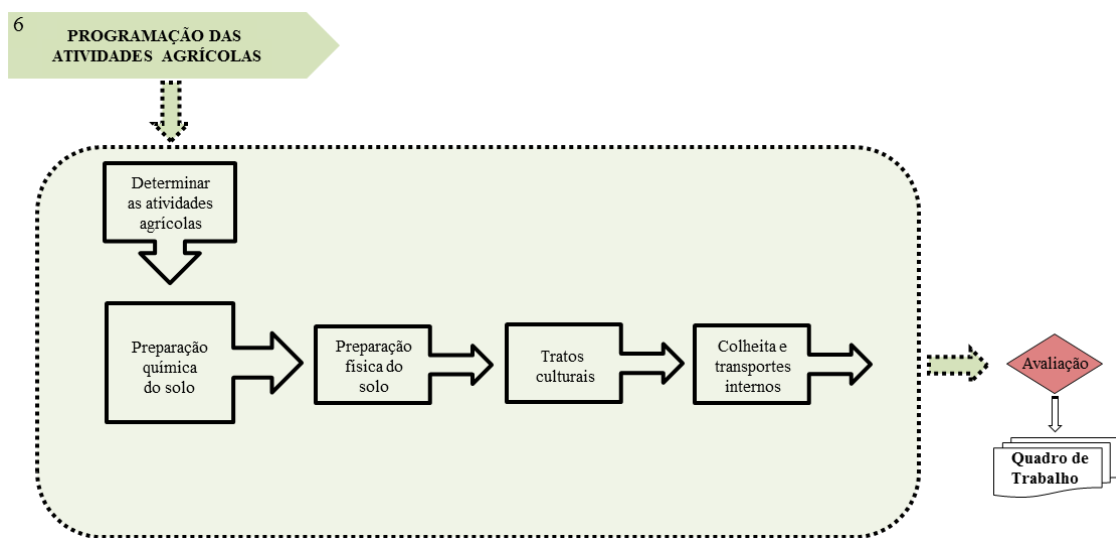 6
PROGRAMAÇÃO DAS
ATIVIDADES AGRÍCOLAS
Determinar
as atividades
agrícolas
Preparação
química
do solo
Preparação
física do
solo
Tratos
culturais
Colheita e
transportes
internos
Avaliação
Quadro de
Trabalho